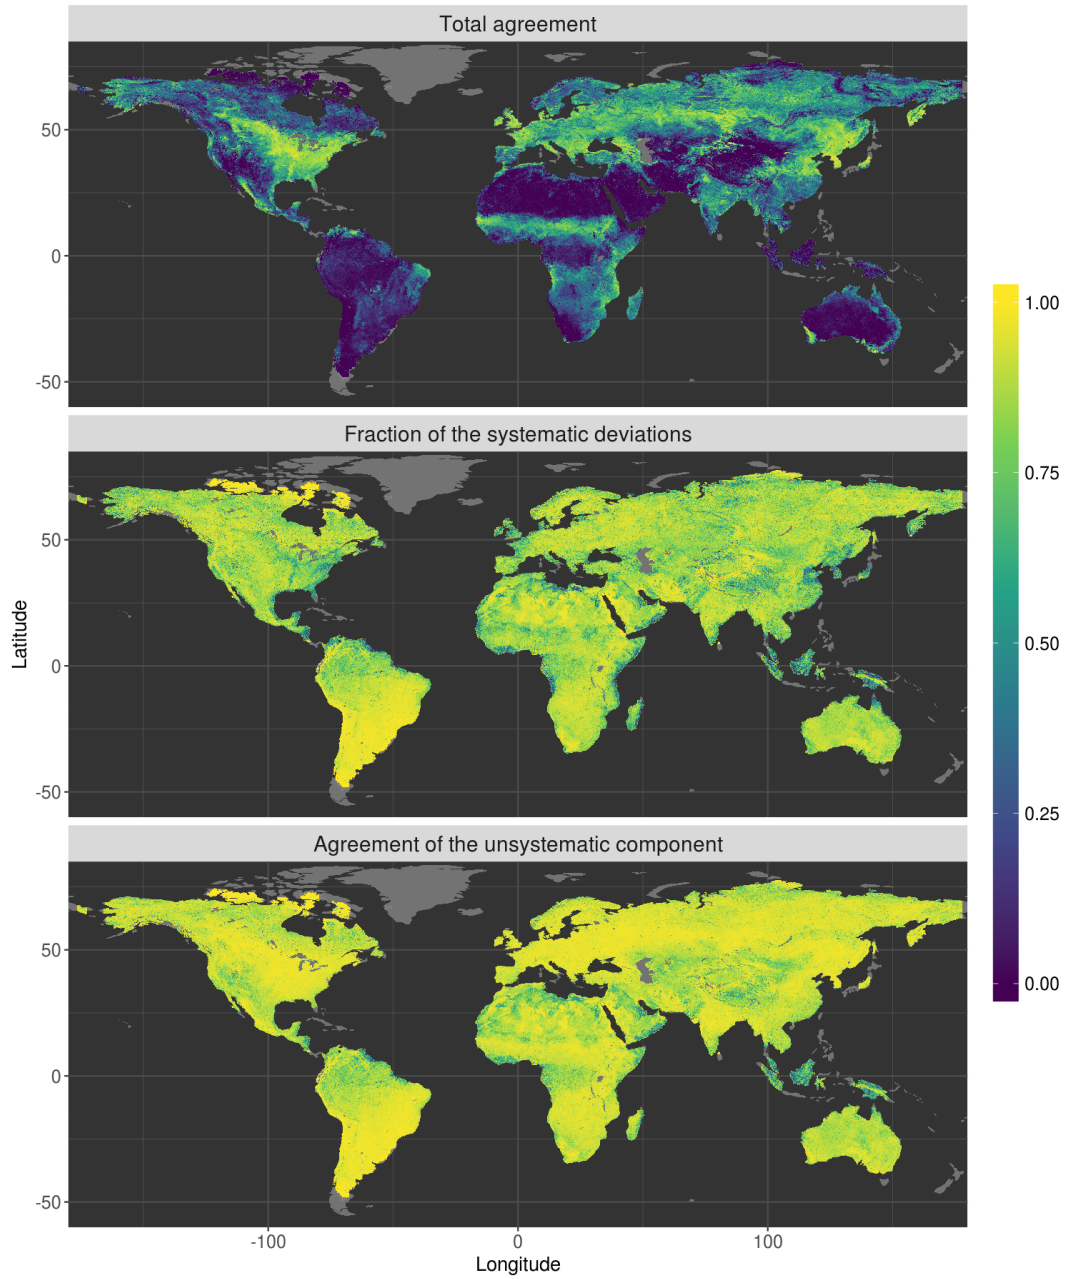 Total agreement
50
0
-50
Fraction of the systematic deviations
50
0
-50
Agreement of the unsystematic component
50
0
-50
-100 0 100
Longitude
Latitude
1.00
0.75
0.50
0.25
0.00